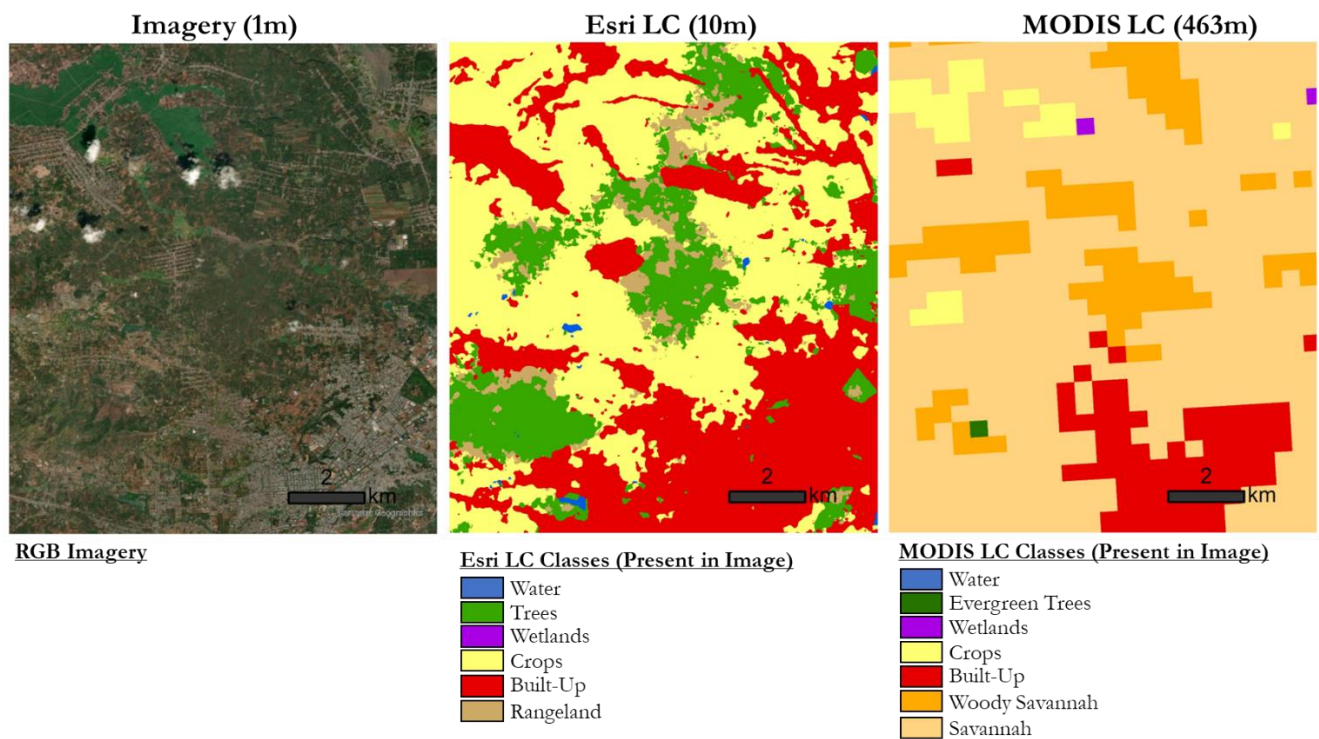 Imagery (1m)
Esri LC (10m)
MODIS LC (463m)
2
km
2
km
2
km
RGB Imagery
Esri LC Classes (Present in Image)
Water
Trees
Wetlands
Crops
Built-Up
Rangeland
MODIS LC Classes (Present in Image)
Water
Evergreen Trees
Wetlands
Crops
Built-Up
Woody Savannah
Savannah